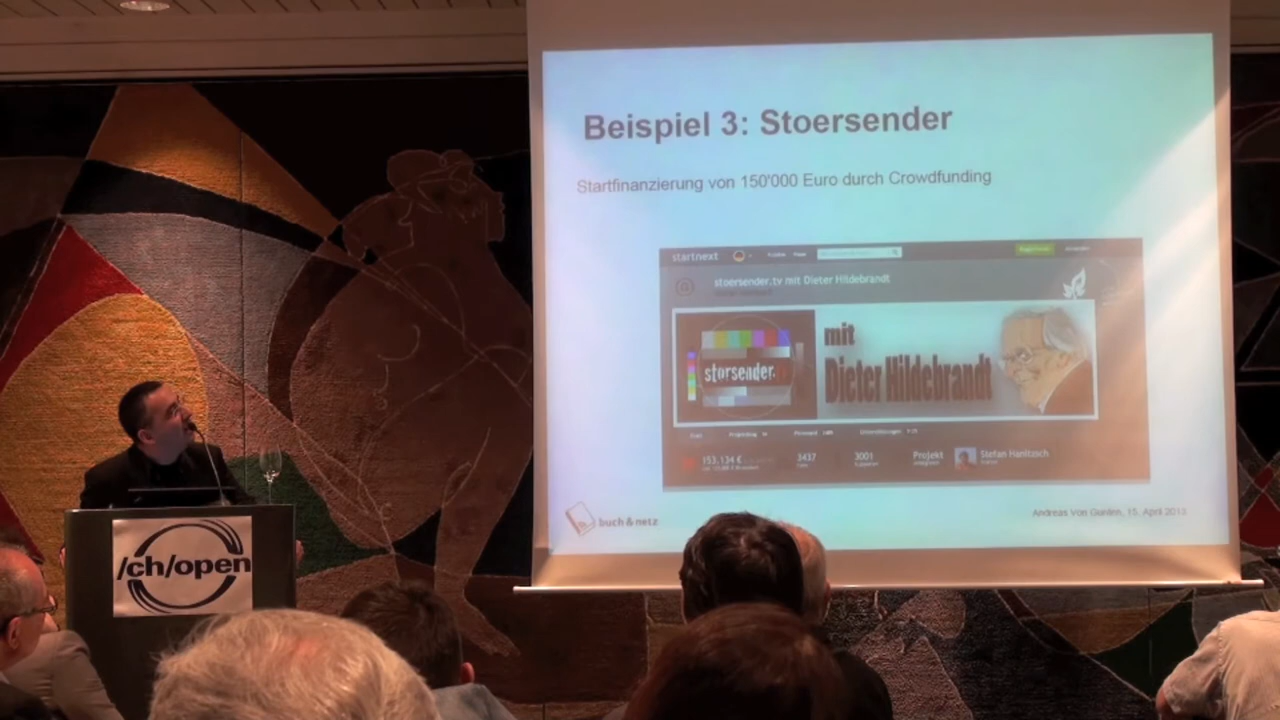 Beispiel 3: Stoersender
Startfinanzierung von 150'000 Euro durch Crowdfunding
startnext
stoersender.tv mit Dieter Hildebrandt
mit
Dieter Hildebrandt
störsender.
153.134 €
3437
3001
Projekt
Stefan Hanitzsch
buch & netz
Andreas Von Gunten, 15. April 2013
/ch/open